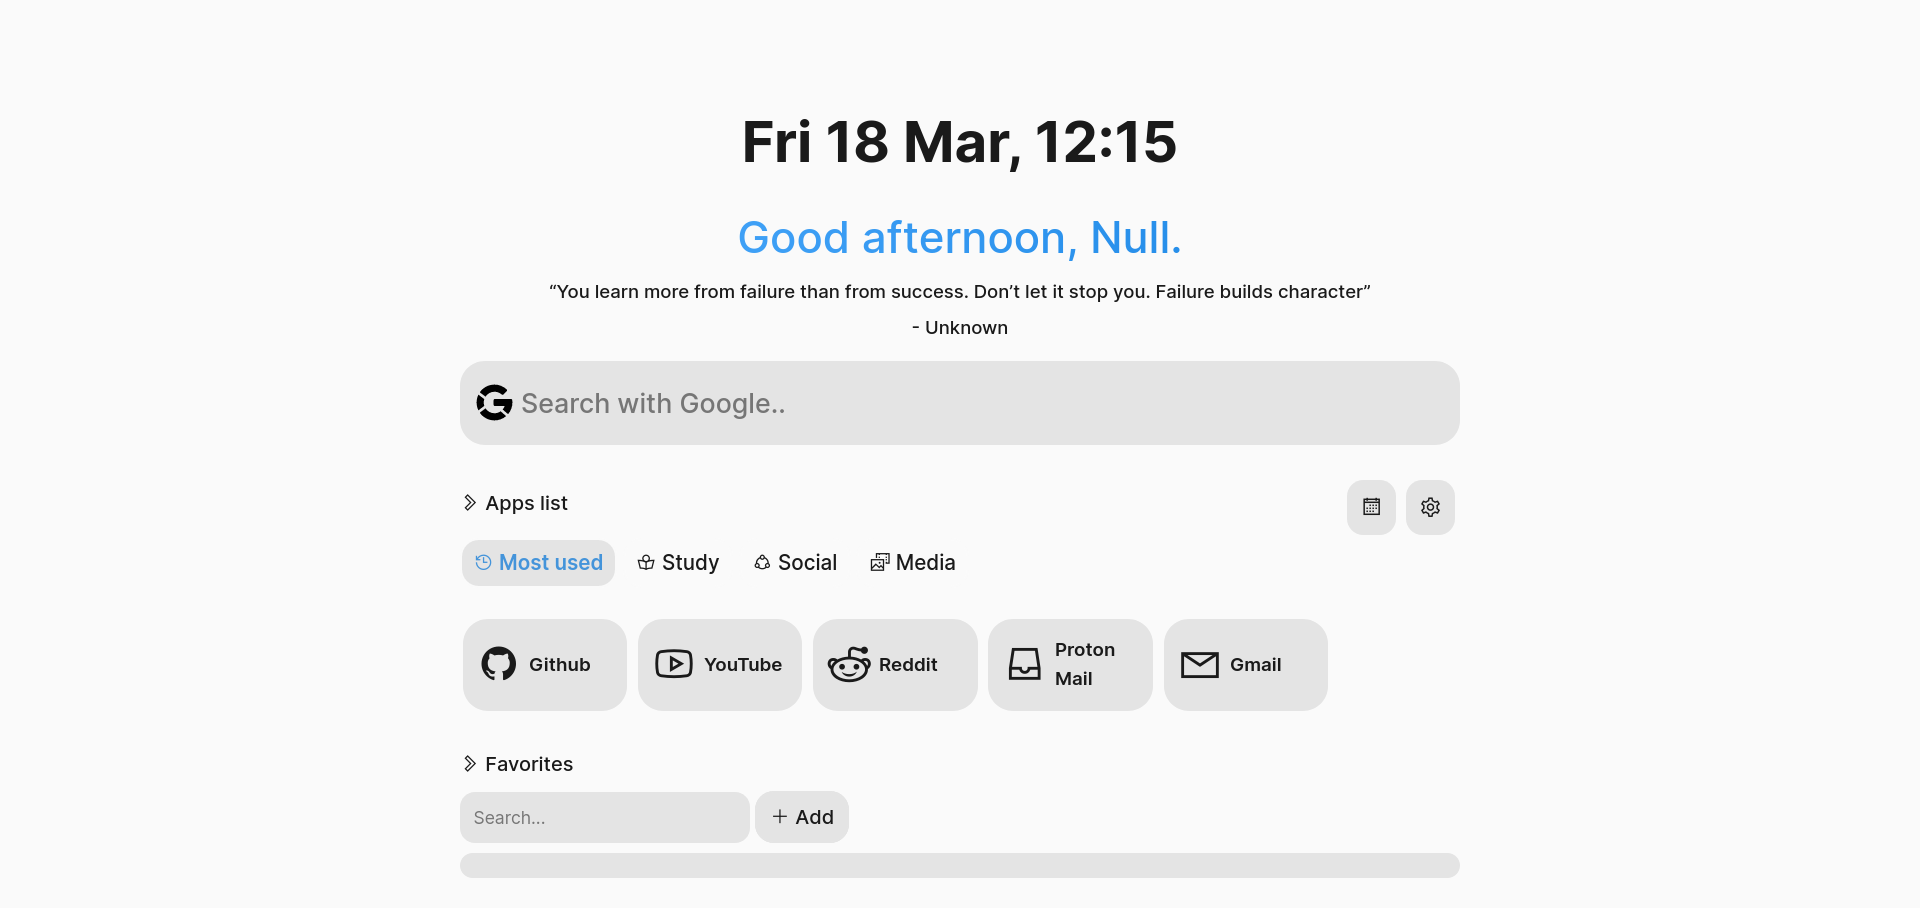 Fri 18 Mar, 12:15
Good afternoon, Null.
“You learn more from failure than from success. Don’t let it stop you. Failure builds character”
- Unknown
Search with Google..
Apps list
Most used Study Social Media
Github YouTube Reddit Proton Mail Gmail
Favorites
Search... + Add